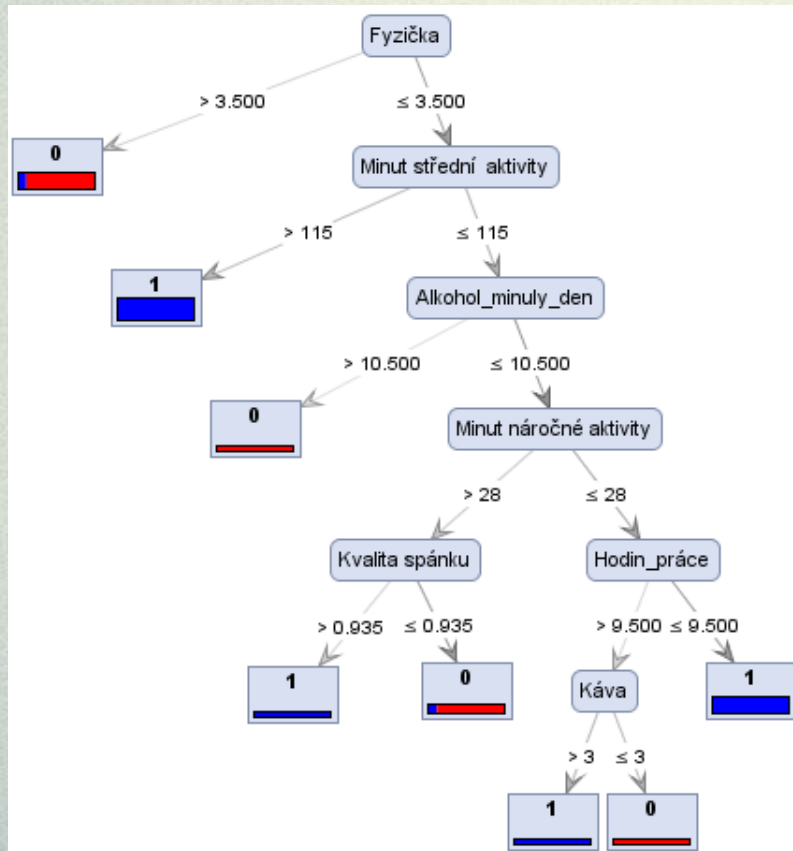 Fyzička
> 3.500 ≤ 3.500
0
Minut střední aktivity
> 115 ≤ 115
1
Alkohol_minuly_den
> 10.500 ≤ 10.500
0
Minut náročné aktivity
> 28 ≤ 28
Kvalita spánku Hodin_práce
> 0.935 ≤ 0.935 > 9.500 ≤ 9.500
1 0 Káva 1
> 3 ≤ 3
1 0